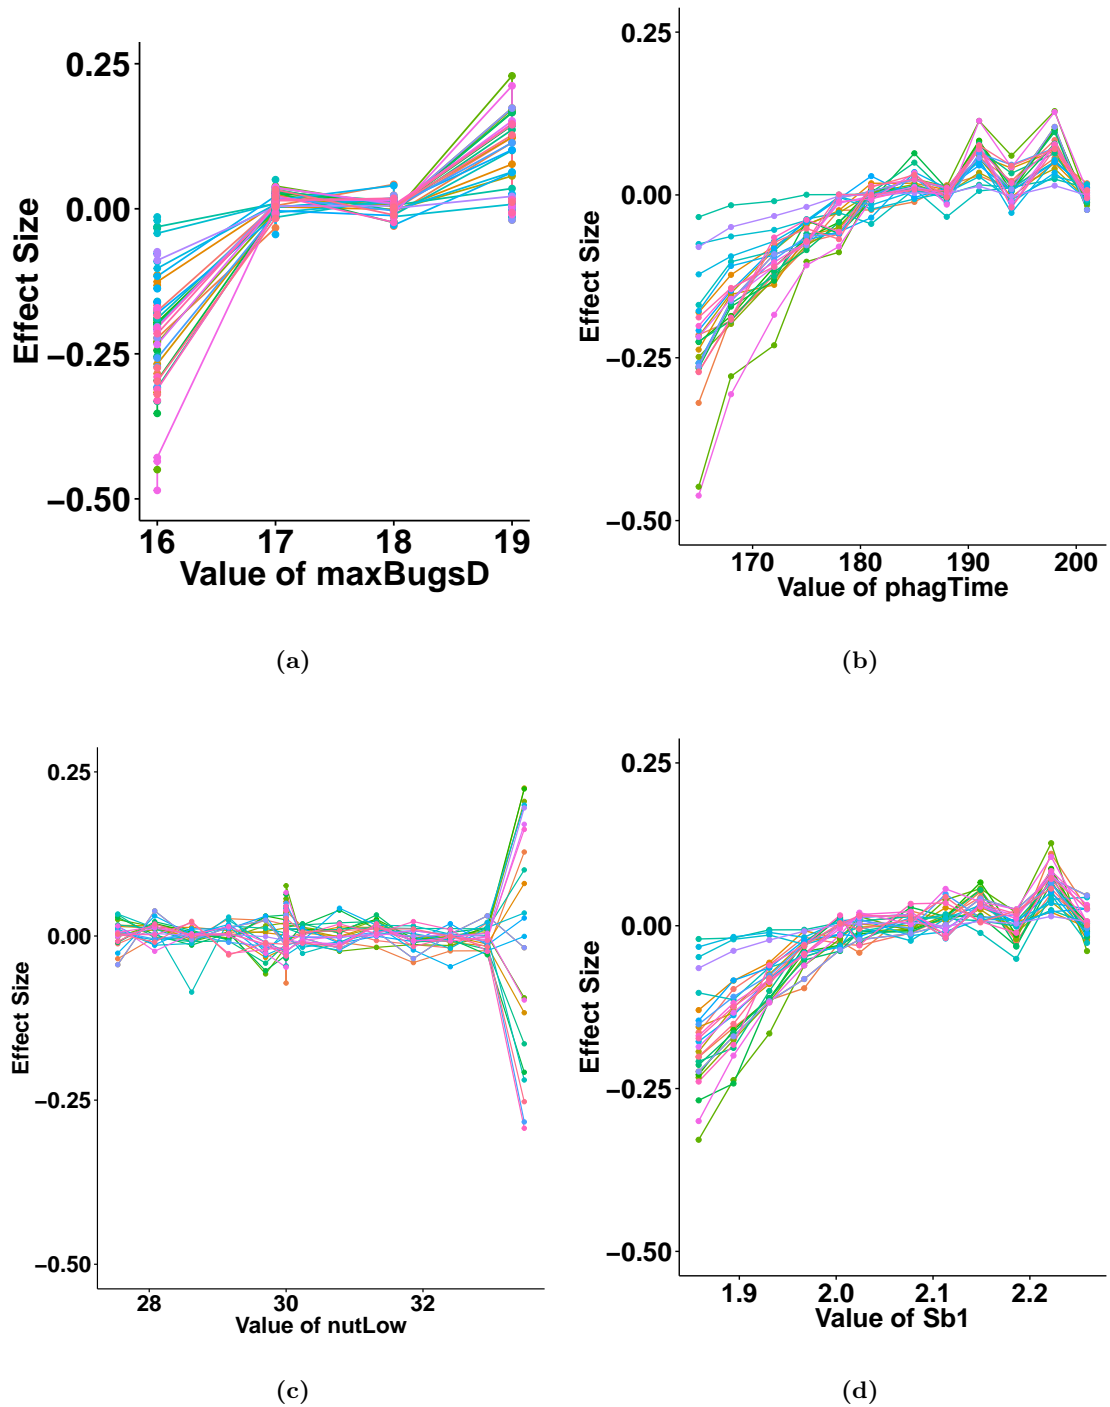 0.25
0.00
−0.25
−0.50
Effect Size
16 17 18 19
Value of maxBugsD
(a)
0.25
0.00
−0.25
−0.50
Effect Size
170 180 190 200
Value of phagTime
(b)
0.25
0.00
−0.25
−0.50
Effect Size
28 30 32
Value of nutLow
(c)
0.25
0.00
−0.25
−0.50
Effect Size
1.9 2.0 2.1 2.2
Value of Sb1
(d)